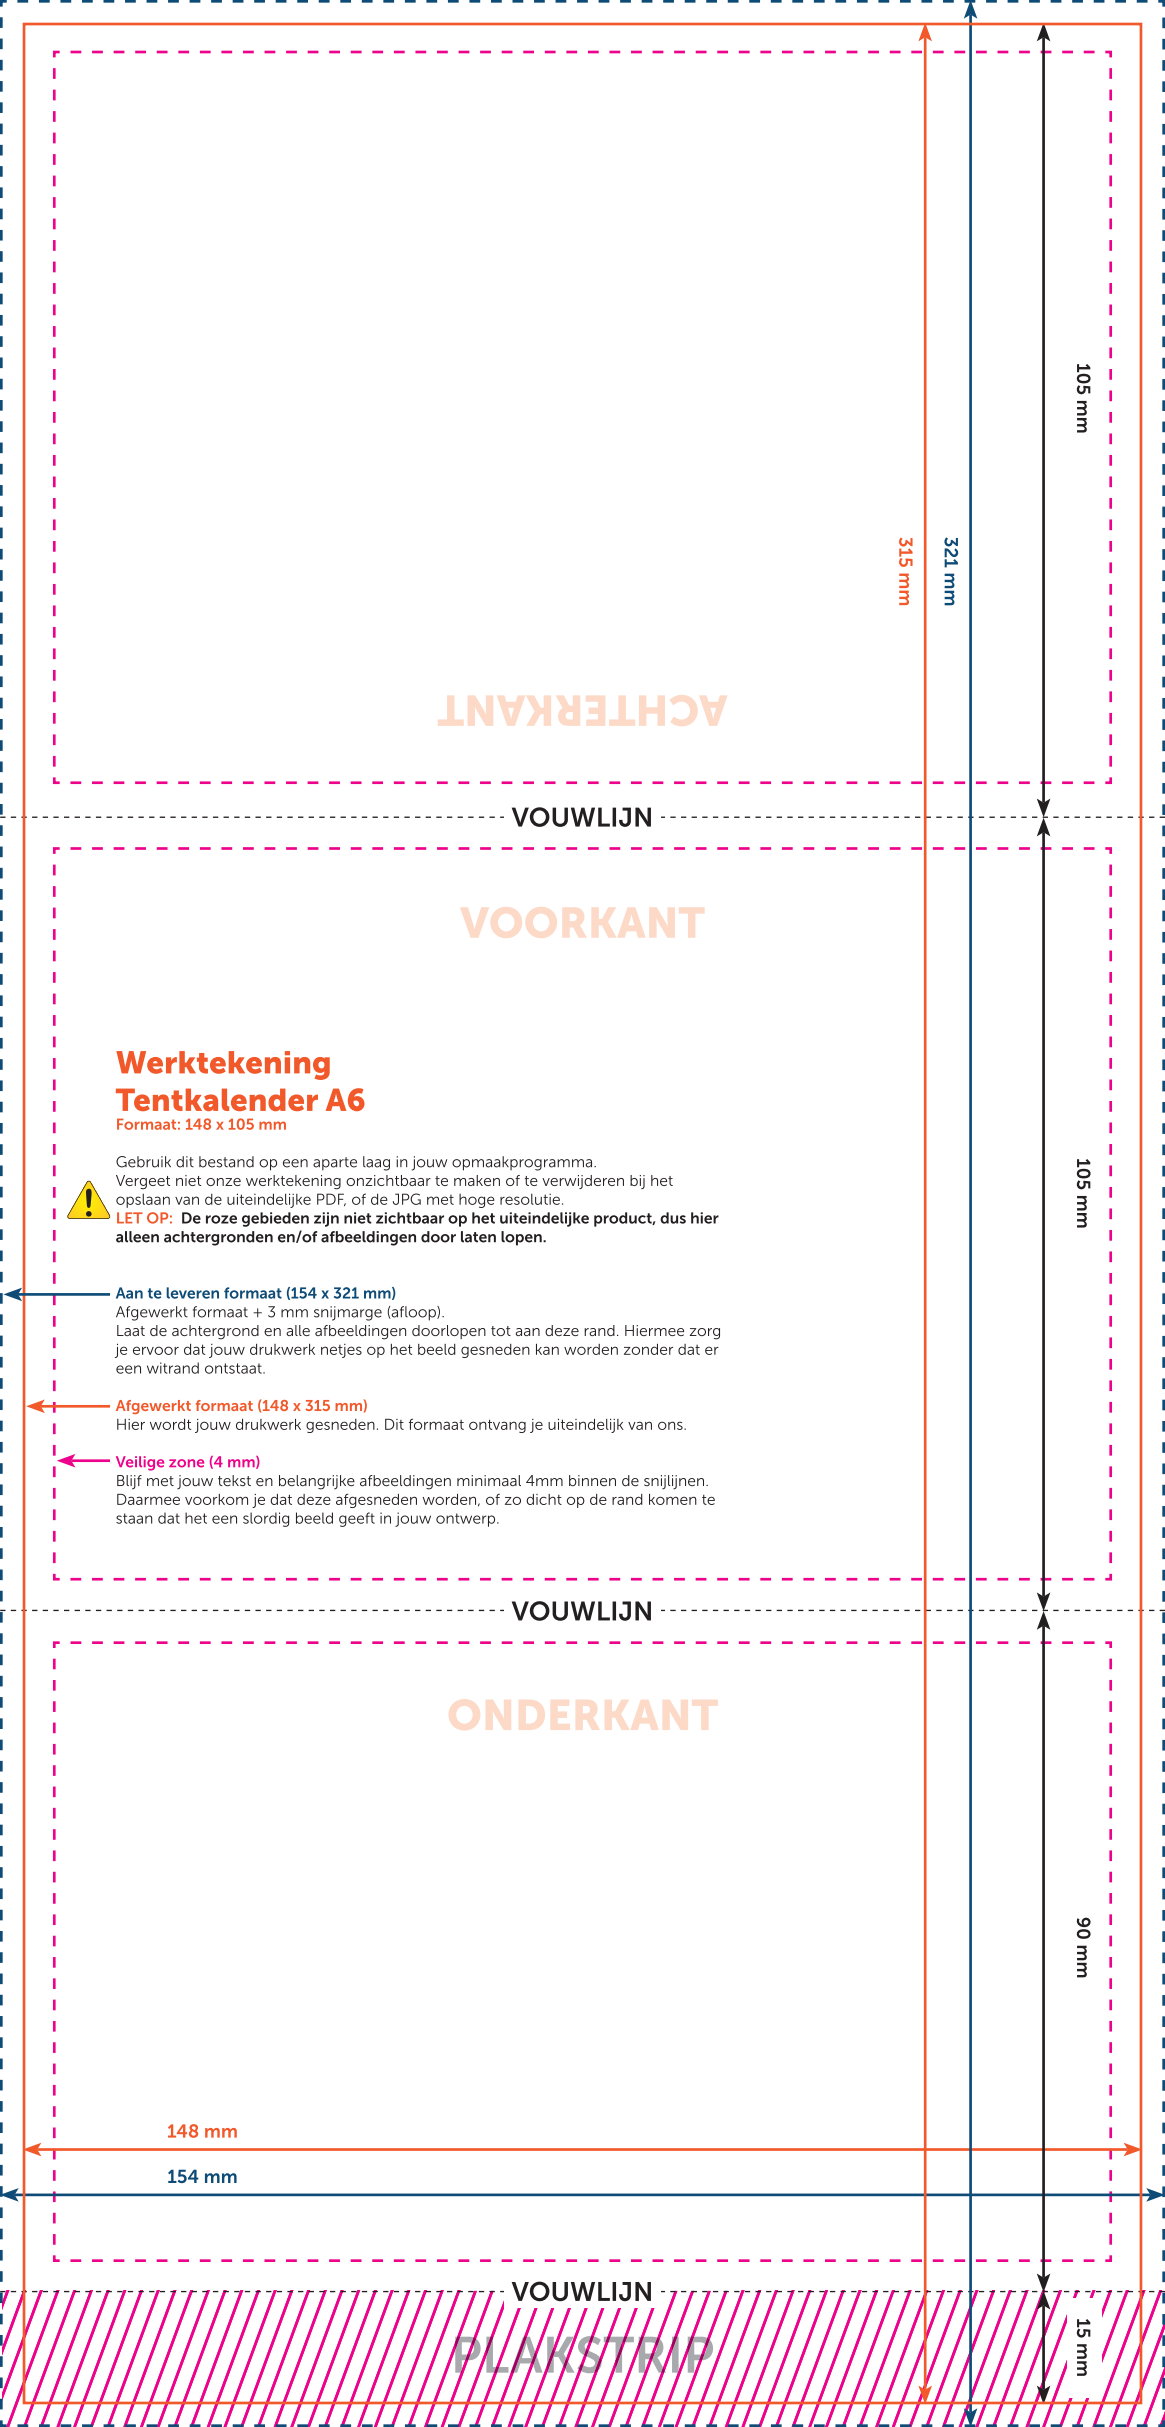 105 mm
315 mm
321 mm
ACHTERKANT
VOUWLIJN
VOORKANT
Werktekening
Tentkalender A6
Formaat: 148 x 105 mm
Gebruik dit bestand op een aparte laag in jouw opmaakprogramma.
Vergeet niet onze werktekening onzichtbaar te maken of te verwijderen bij het
opslaan van de uiteindelijke PDF, of de JPG met hoge resolutie.
LET OP: De roze gebieden zijn niet zichtbaar op het uiteindelijke product, dus hier
alleen achtergronden en/of afbeeldingen door laten lopen.
105 mm
Aan te leveren formaat (154 x 321 mm)
Afgewerkt formaat + 3 mm snijmarge (afloop).
Laat de achtergrond en alle afbeeldingen doorlopen tot aan deze rand. Hiermee zorg
je ervoor dat jouw drukwerk netjes op het beeld gesneden kan worden zonder dat er
een witrand ontstaat.
Afgewerkt formaat (148 x 315 mm)
Hier wordt jouw drukwerk gesneden. Dit formaat ontvang je uiteindelijk van ons.
Veilige zone (4 mm)
Blijf met jouw tekst en belangrijke afbeeldingen minimaal 4mm binnen de snijlijnen.
Daarmee voorkom je dat deze afgesneden worden, of zo dicht op de rand komen te
staan dat het een slordig beeld geeft in jouw ontwerp.
VOUWLIJN
ONDERKANT
90 mm
148 mm
154 mm
VOUWLIJN
PLAKSTRIP
15 mm